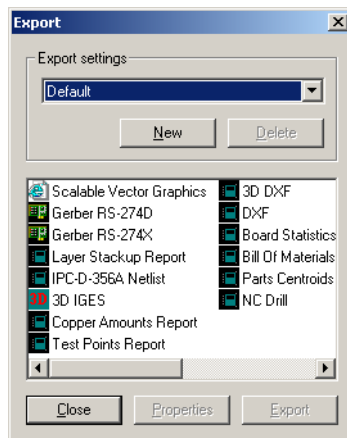 Export
Export settings
Default
New
Delete
Scalable Vector Graphics
Gerber RS-274D
Gerber RS-274X
Layer Stackup Report
IPC-D-356A Netlist
3D 3D IGES
Copper Amounts Report
Test Points Report
3D DXF
DXF
Board Statistics
Bill Of Materials
Parts Centroids
NC Drill
Close
Properties
Export